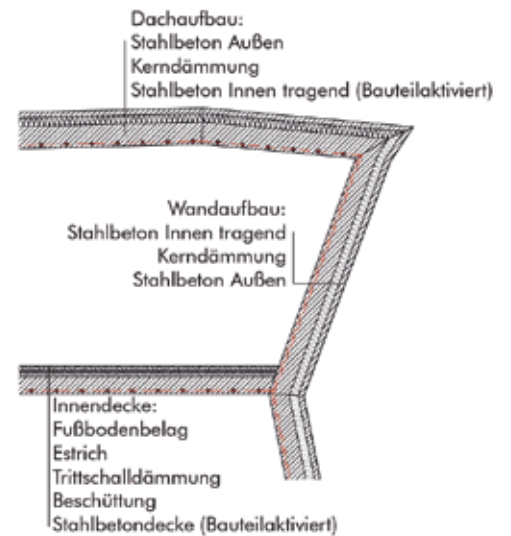 Dachaufbau:
Stahlbeton Außen
Kerndämmung
Stahlbeton Innen tragend (Bauteilaktiviert)
Wandaufbau:
Stahlbeton Innen tragend
Kerndämmung
Stahlbeton Außen
Innendecke:
Fußbodenbelag
Estrich
Trittschalldämmung
Beschüttung
Stahlbetondecke (Bauteilaktiviert)